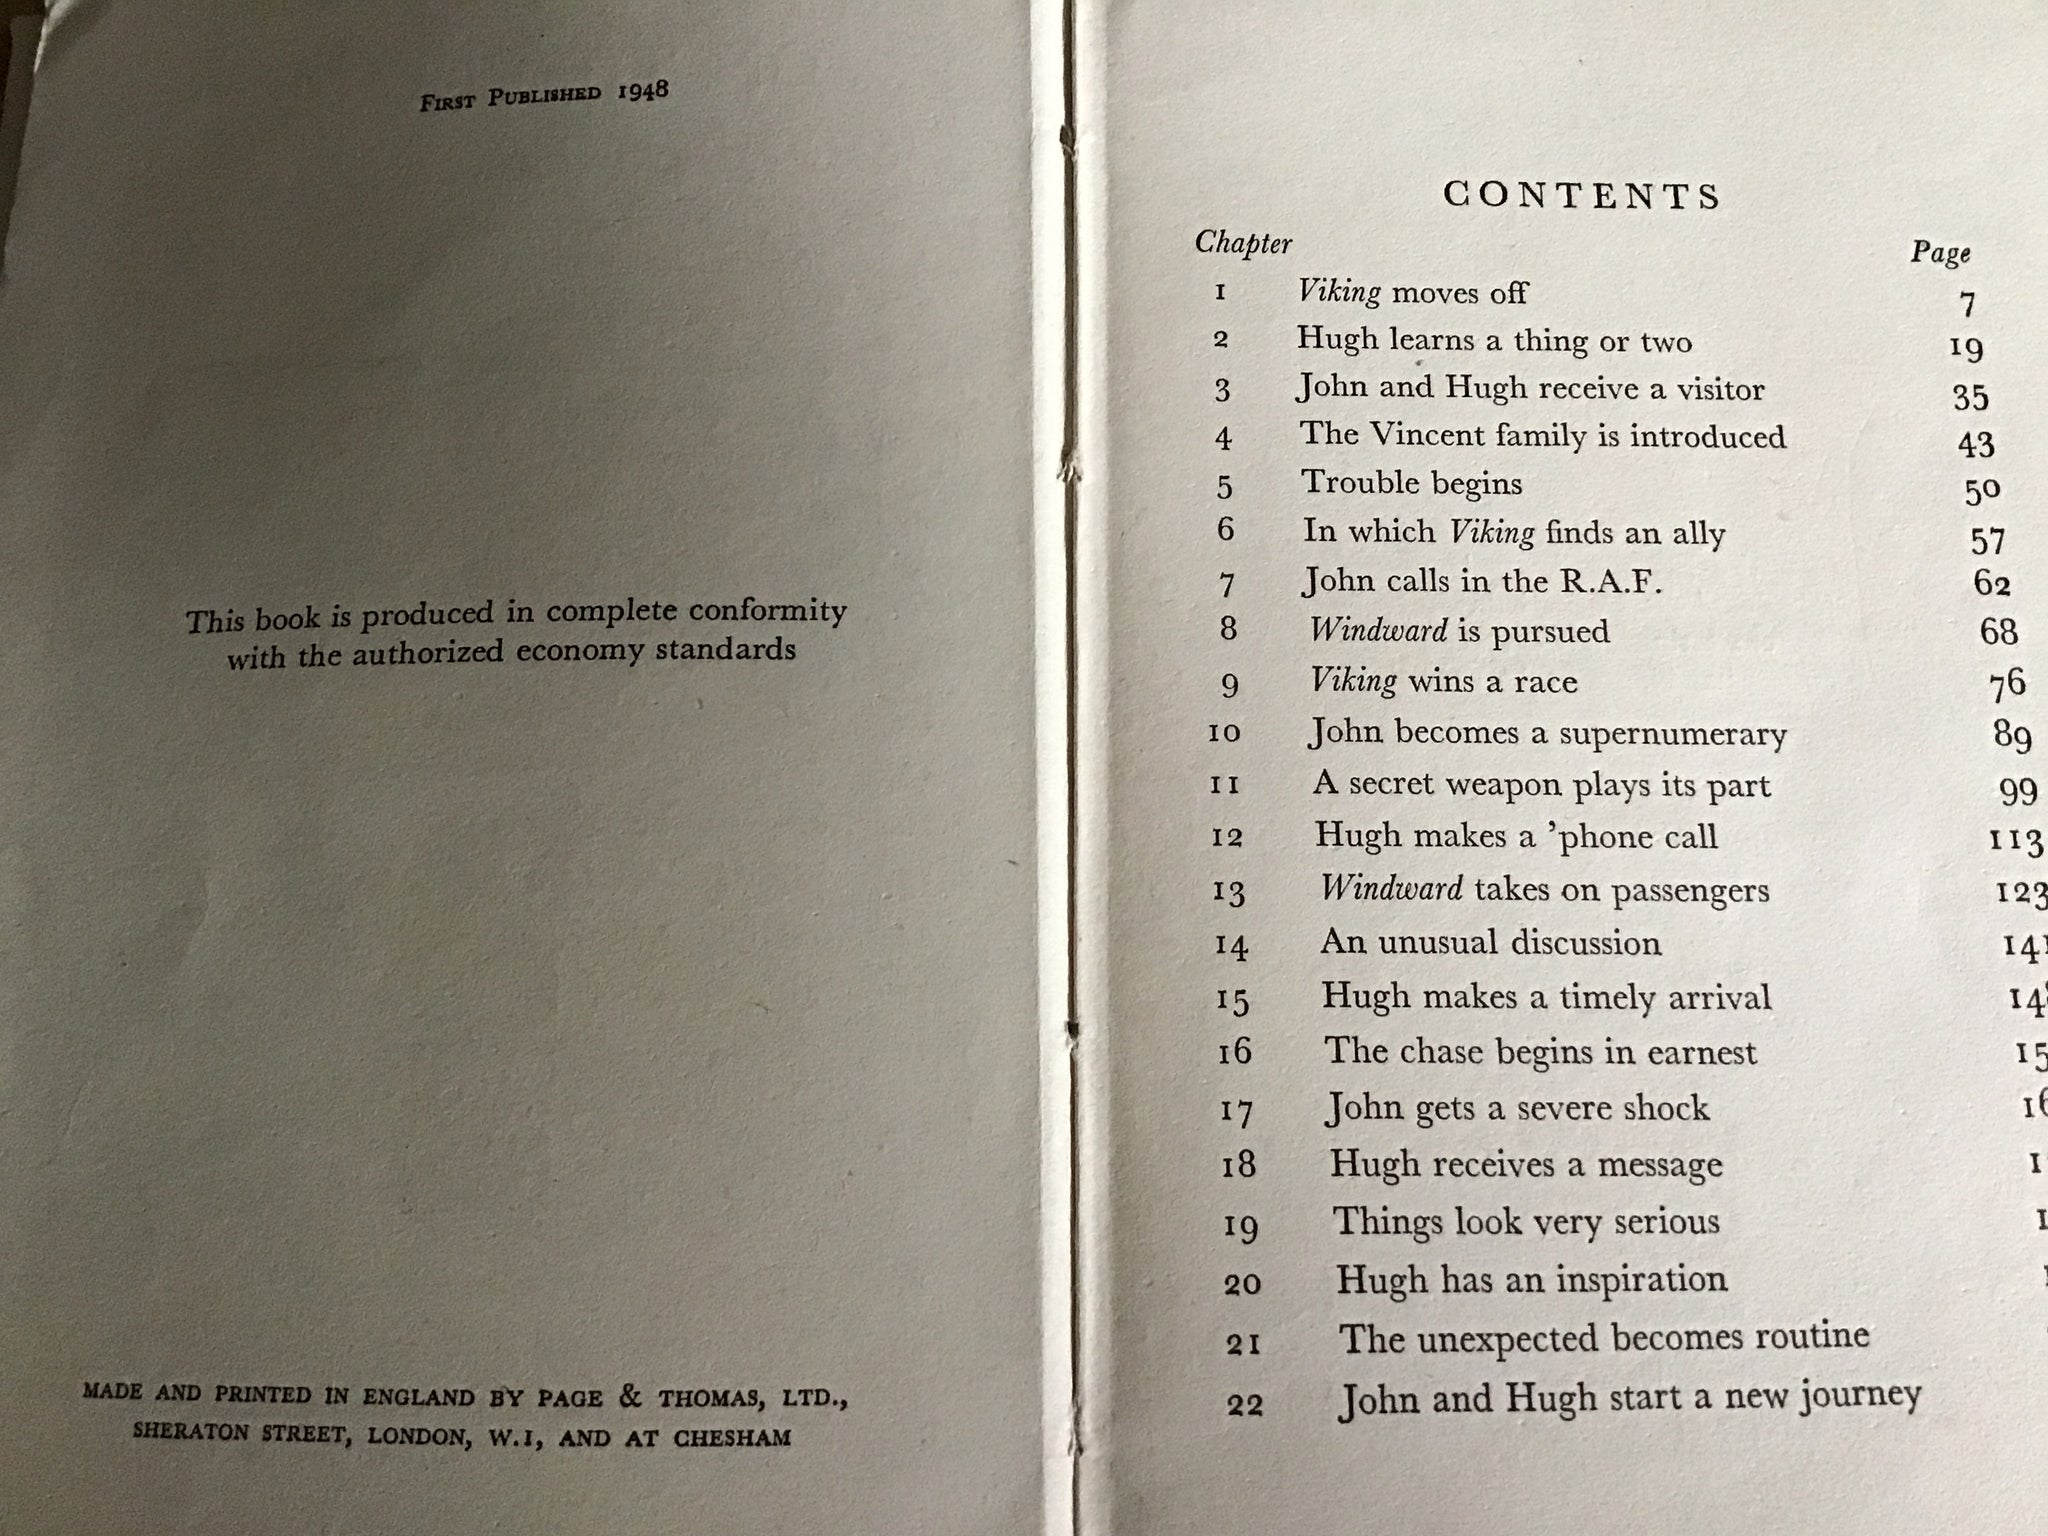 First Published 1948
This book is produced in complete conformity
with the authorized economy standards
MADE AND PRINTED IN ENGLAND BY PAGE & THOMAS, LTD.,
SHERATON STREET, LONDON, W.1, AND AT CHESHAM
CONTENTS
Chapter Page
1 Viking moves off 7
2 Hugh learns a thing or two 19
3 John and Hugh receive a visitor 35
4 The Vincent family is introduced 43
5 Trouble begins 50
6 In which Viking finds an ally 57
7 John calls in the R.A.F. 62
8 Windward is pursued 68
9 Viking wins a race 76
10 John becomes a supernumerary 89
11 A secret weapon plays its part 99
12 Hugh makes a ’phone call 113
13 Windward takes on passengers 123
14 An unusual discussion 141
15 Hugh makes a timely arrival
16 The chase begins in earnest
17 John gets a severe shock
18 Hugh receives a message
19 Things look very serious
20 Hugh has an inspiration
21 The unexpected becomes routine
22 John and Hugh start a new journey